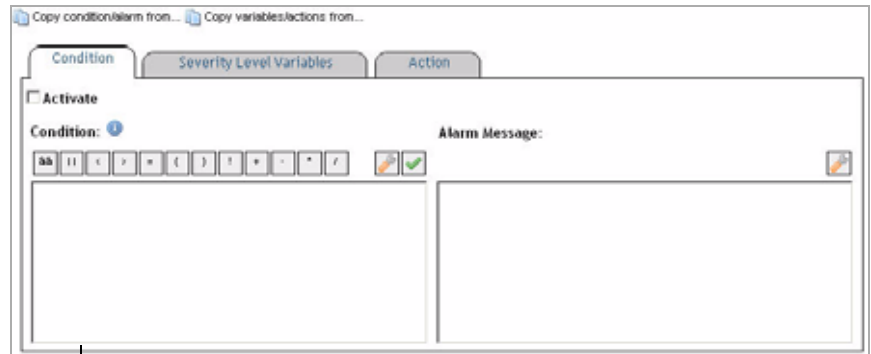 Copy condition/alarm from... Copy variables/actions from...
Condition Severity Level Variables Action
Activate
Condition: Alarm Message:
&& || < > = ( ) ! + - * /